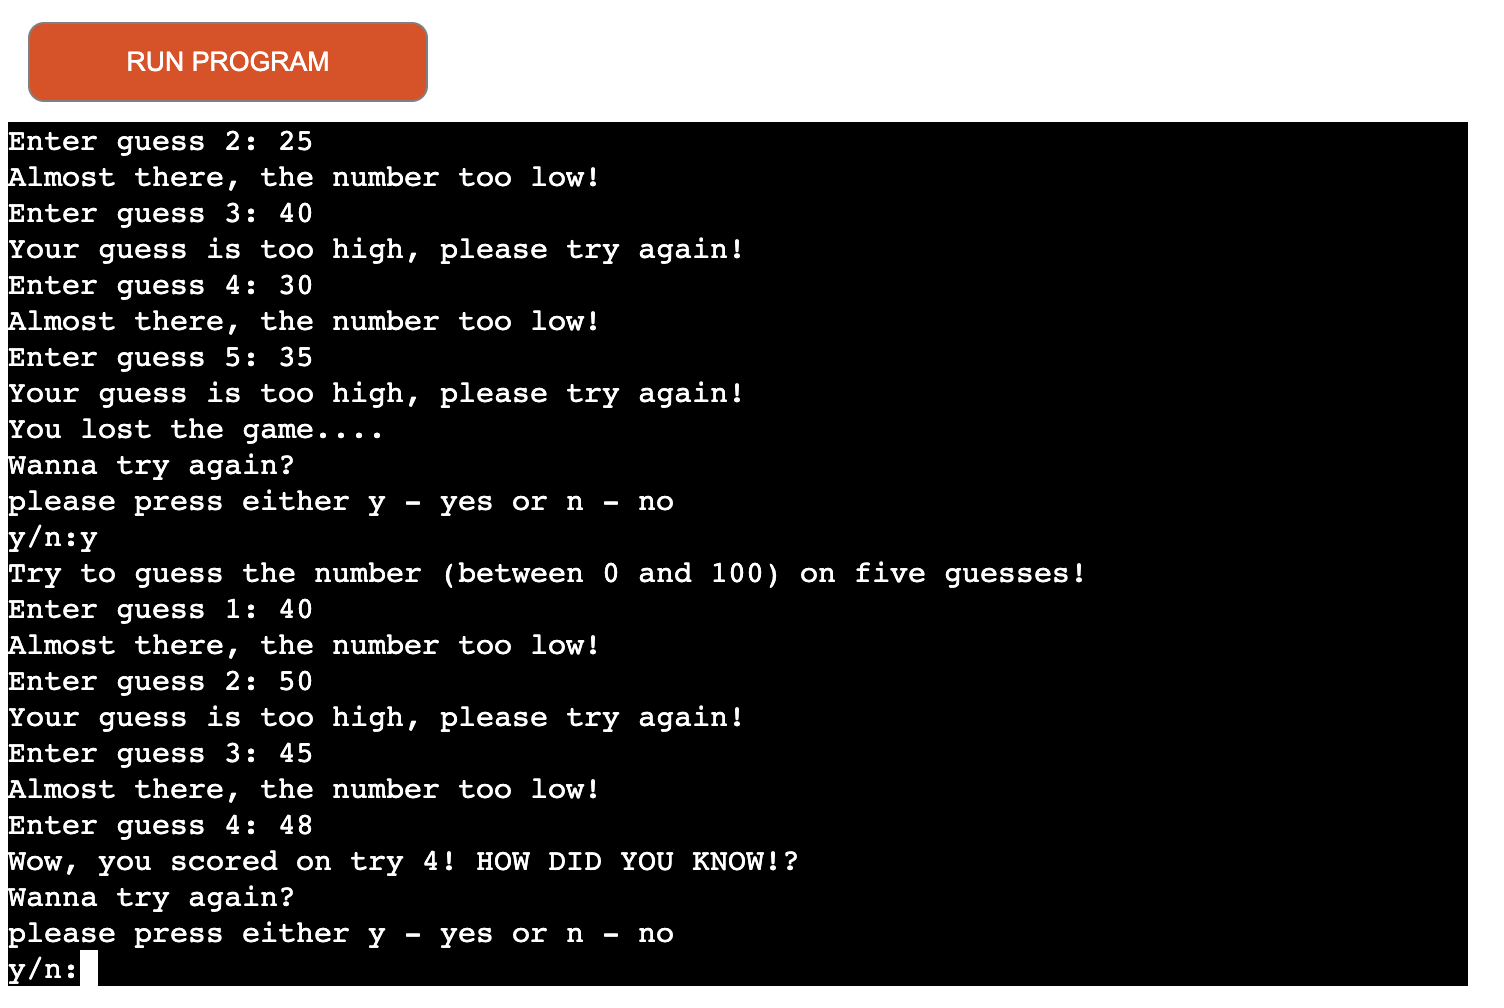 RUN PROGRAM
Enter guess 2: 25
Almost there, the number too low!
Enter guess 3: 40
Your guess is too high, please try again!
Enter guess 4: 30
Almost there, the number too low!
Enter guess 5: 35
Your guess is too high, please try again!
You lost the game....
Wanna try again?
please press either y - yes or n - no
y/n:y
Try to guess the number (between 0 and 100) on five guesses!
Enter guess 1: 40
Almost there, the number too low!
Enter guess 2: 50
Your guess is too high, please try again!
Enter guess 3: 45
Almost there, the number too low!
Enter guess 4: 48
Wow, you scored on try 4! HOW DID YOU KNOW!?
Wanna try again?
please press either y - yes or n - no
y/n: